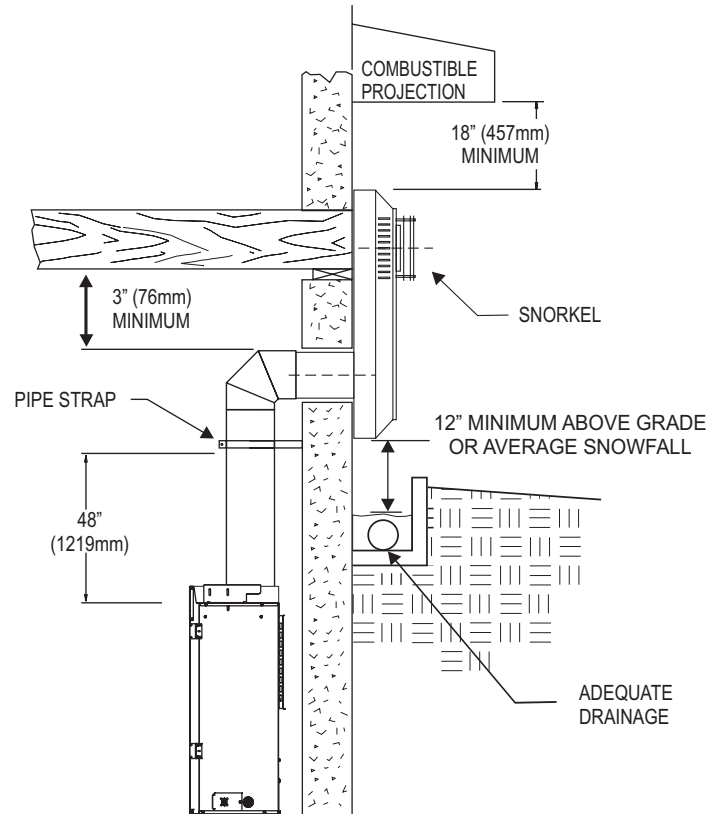 COMBUSTIBLE
PROJECTION
18” (457mm)
MINIMUM
3” (76mm)
MINIMUM
SNORKEL
PIPE STRAP
12” MINIMUM ABOVE GRADE
OR AVERAGE SNOWFALL
48”
(1219mm)
ADEQUATE
DRAINAGE